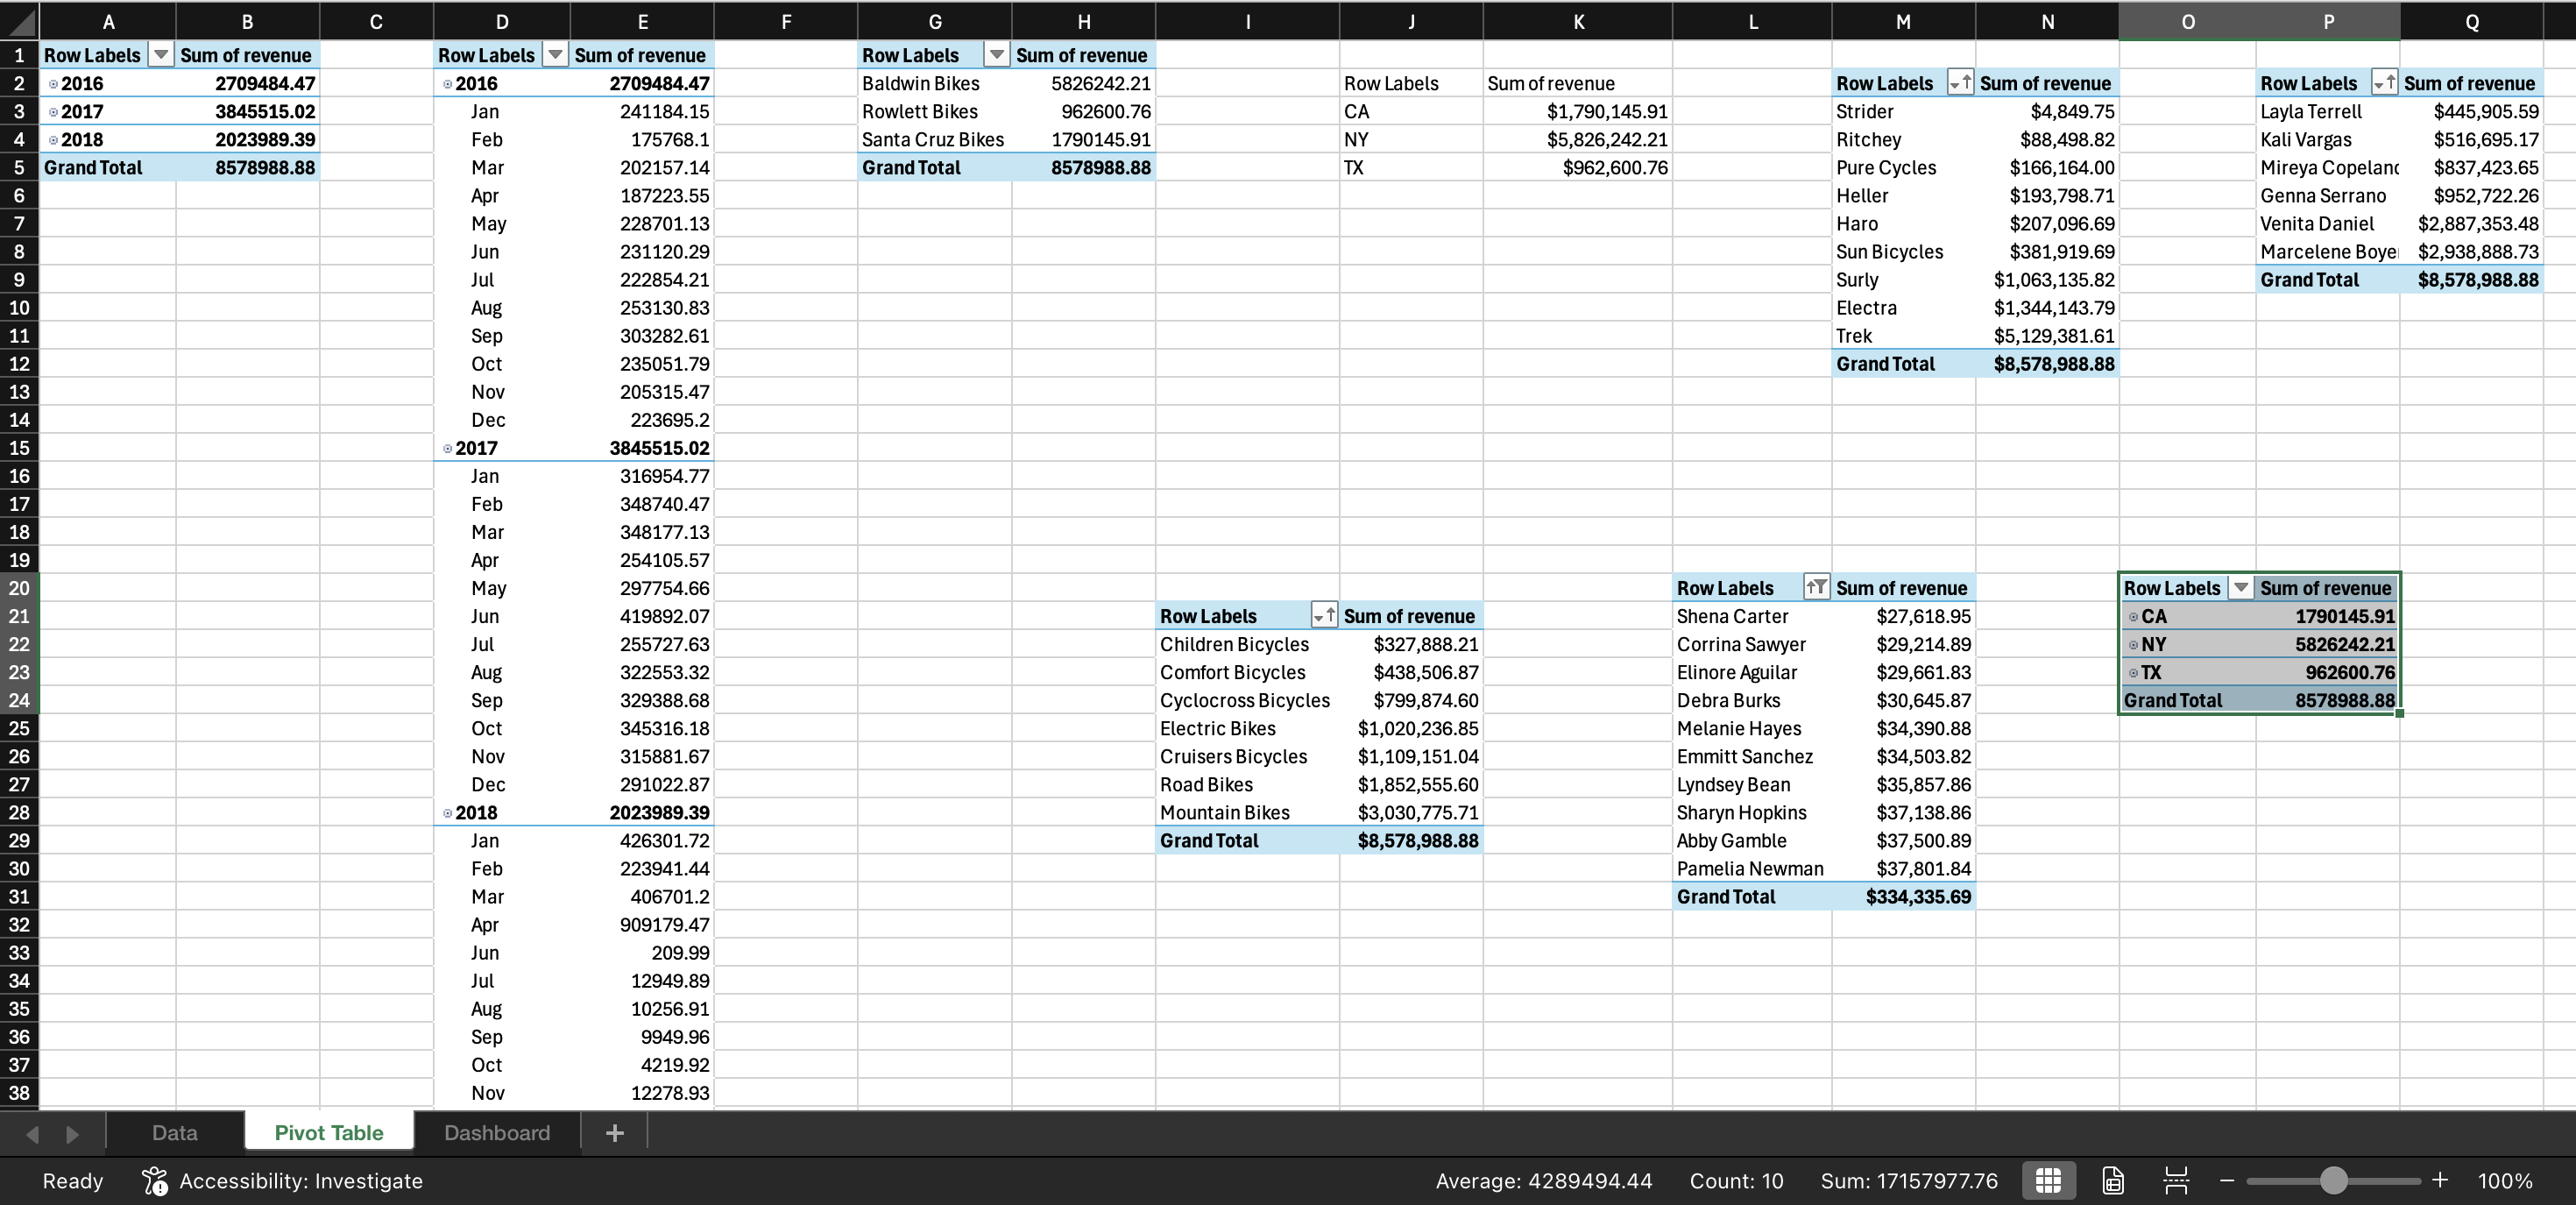 A B C D E F G H I J K L M N O P Q
1 Row Labels Sum of revenue Row Labels Sum of revenue Row Labels Sum of revenue
2 2016 2709484.47 2016 2709484.47 Baldwin Bikes 5826242.21 Row Labels Sum of revenue Row Labels Sum of revenue Row Labels Sum of revenue
3 2017 3845515.02 Jan 241184.15 Rowlett Bikes 962600.76 CA $1,790,145.91 Strider $4,849.75 Layla Terrell $445,905.59
4 2018 2023989.39 Feb 175768.1 Santa Cruz Bikes 1790145.91 NY $5,826,242.21 Ritchey $88,498.82 Kali Vargas $516,695.17
5 Grand Total 8578988.88 Mar 202157.14 Grand Total 8578988.88 TX $962,600.76 Pure Cycles $166,164.00 Mireya Copelanc $837,423.65
6 Apr 187223.55 Heller $193,798.71 Genna Serrano $952,722.26
7 May 228701.13 Haro $207,096.69 Venita Daniel $2,887,353.48
8 Jun 231120.29 Sun Bicycles $381,919.69 Marcelene Boye $2,938,888.73
9 Jul 222854.21 Surly $1,063,135.82 Grand Total $8,578,988.88
10 Aug 253130.83 Electra $1,344,143.79
11 Sep 303282.61 Trek $5,129,381.61
12 Oct 235051.79 Grand Total $8,578,988.88
13 Nov 205315.47
14 Dec 223695.2
15 2017 3845515.02
16 Jan 316954.77
17 Feb 348740.47
18 Mar 348177.13
19 Apr 254105.57
20 May 297754.66 Row Labels Sum of revenue Row Labels Sum of revenue
21 Jun 419892.07 Row Labels Sum of revenue Shena Carter $27,618.95 CA 1790145.91
22 Jul 255727.63 Children Bicycles $327,888.21 Corrina Sawyer $29,214.89 NY 5826242.21
23 Aug 322553.32 Comfort Bicycles $438,506.87 Elinore Aguilar $29,661.83 TX 962600.76
24 Sep 329388.68 Cyclocross Bicycles $799,874.60 Debra Burks $30,645.87 Grand Total 8578988.88
25 Oct 345316.18 Electric Bikes $1,020,236.85 Melanie Hayes $34,390.88
26 Nov 315881.67 Cruisers Bicycles $1,109,151.04 Emmitt Sanchez $34,503.82
27 Dec 291022.87 Road Bikes $1,852,555.60 Lyndsey Bean $35,857.86
28 2018 2023989.39 Mountain Bikes $3,030,775.71 Sharyn Hopkins $37,138.86
29 Jan 426301.72 Grand Total $8,578,988.88 Abby Gamble $37,500.89
30 Feb 223941.44 Pamelia Newman $37,801.84
31 Mar 406701.2 Grand Total $334,335.69
32 Apr 909179.47
33 Jun 209.99
34 Jul 12949.89
35 Aug 10256.91
36 Sep 9949.96
37 Oct 4219.92
38 Nov 12278.93
Data Pivot Table Dashboard +
Ready Accessibility: Investigate Average: 4289494.44 Count: 10 Sum: 17157977.76 − + 100%